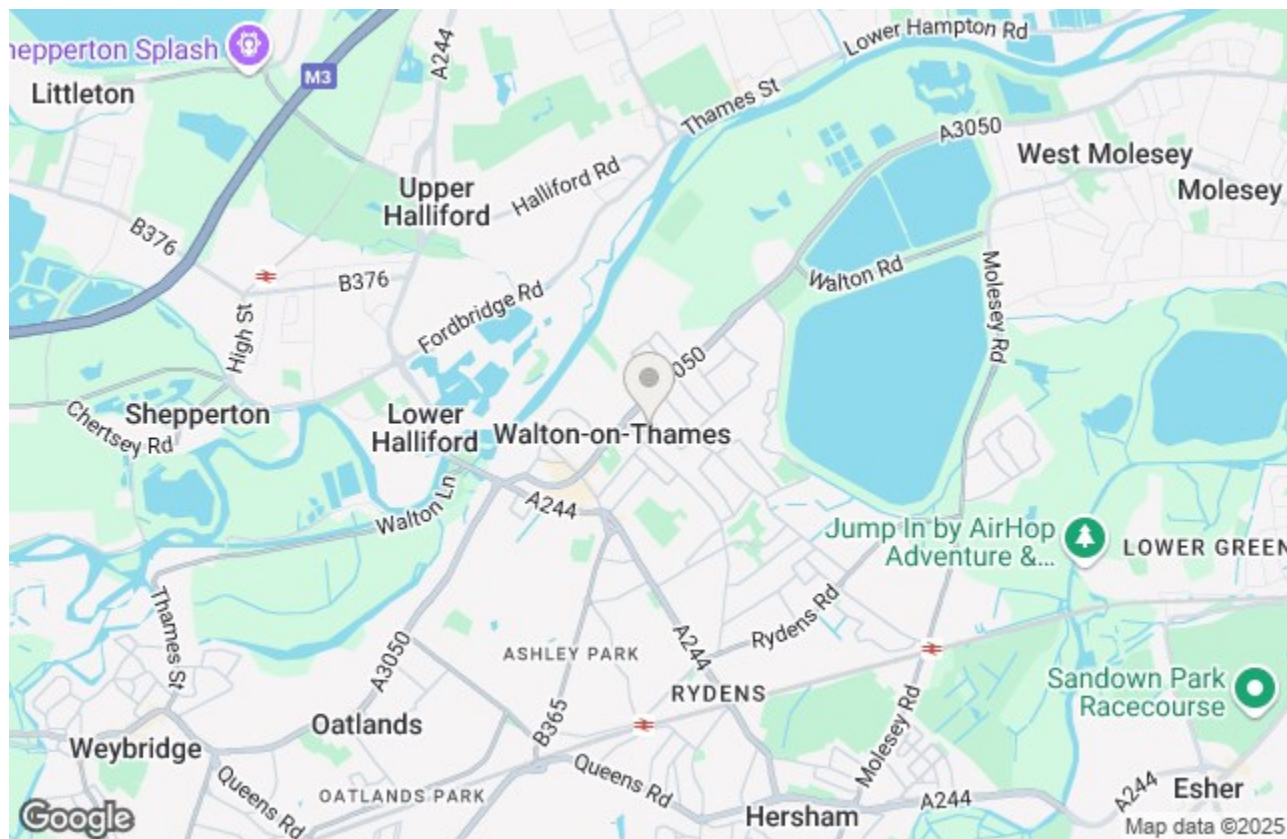 hepperton Splash
Littleton
M3
A244
Lower Hampton Rd
Thames St
A3050
West Molesey
Molesey
Upper
Halliford
Halliford Rd
B376
B376
Walton Rd
Molesey Rd
High St
Fordbridge Rd
050
Chertsey Rd
Shepperton
Lower
Halliford
Walton-on-Thames
Walton Ln
A244
Jump In by AirHop
Adventure &...
LOWER GREEN
Thames St
A3050
ASHLEY PARK
A244
Rydens Rd
RYDENS
Sandown Park
Racecourse
Oatlands
B365
Molesey Rd
Weybridge
Queens Rd
OATLANDS PARK
Queens Rd
Hersham
A244
Esher
Google
Map data ©2025